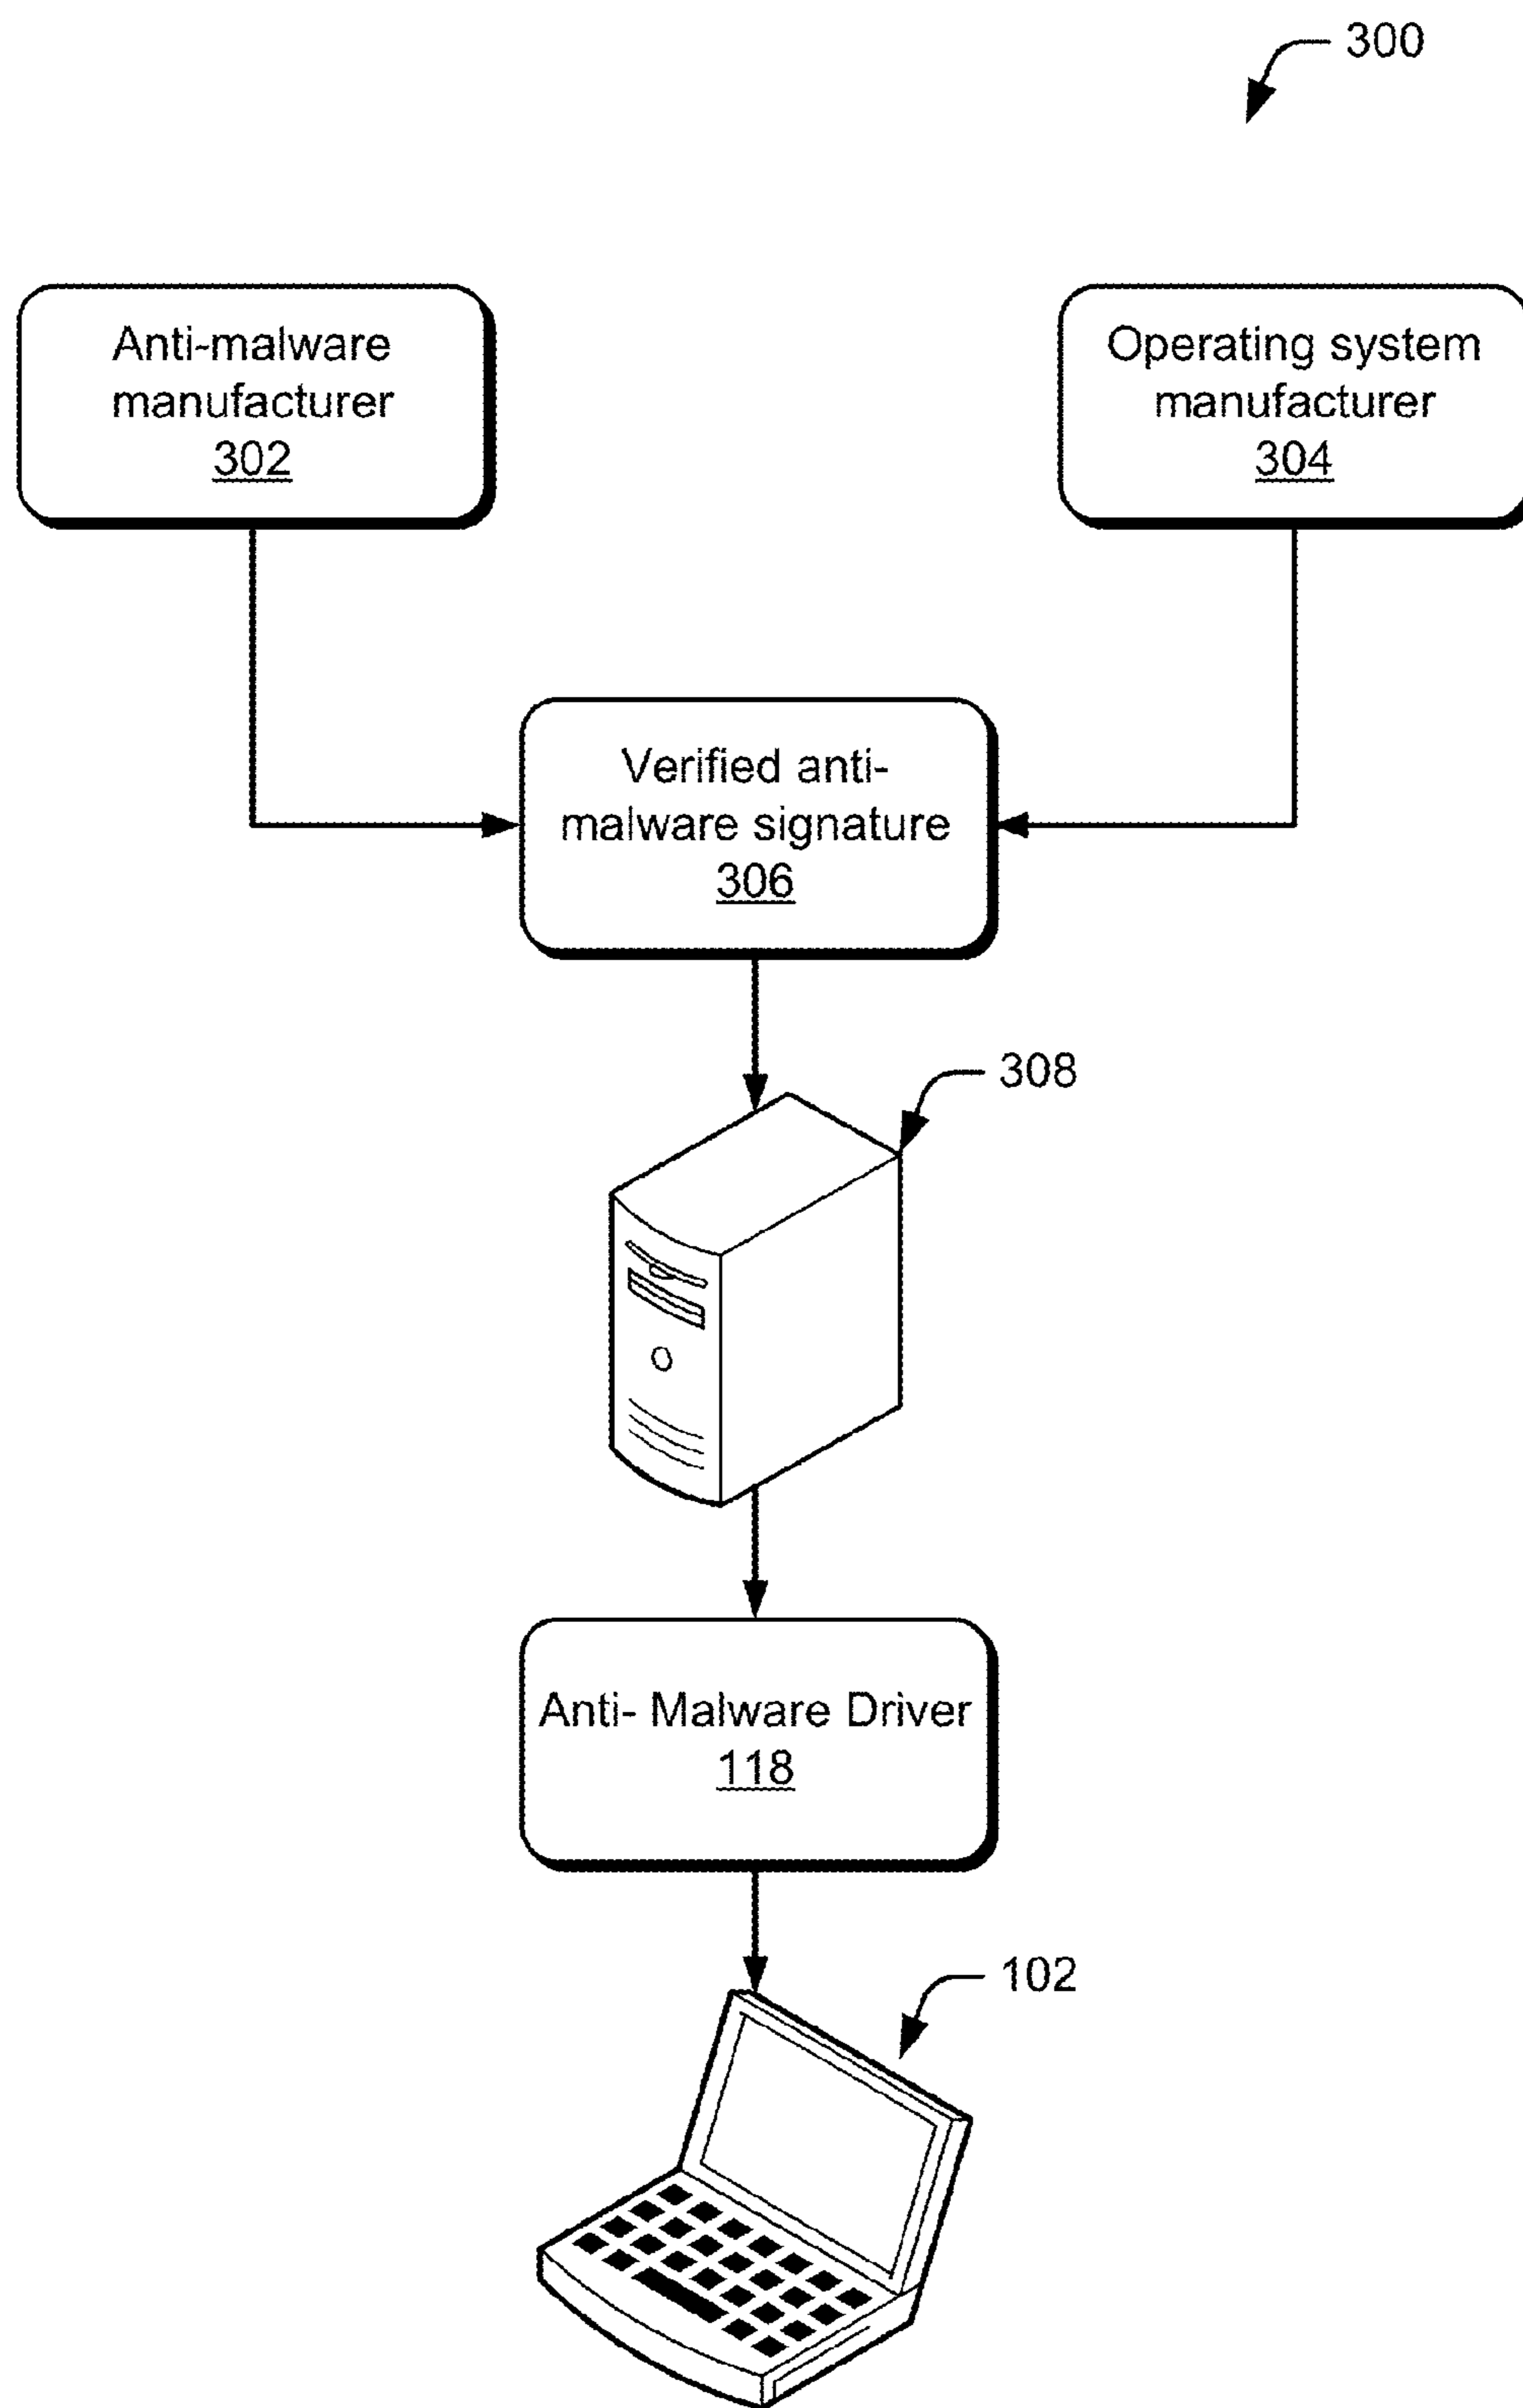 300
Anti-malware
manufacturer
302
Operating system
manufacturer
304
Verified anti-
malware signature
306
308
Anti- Malware Driver
118
102